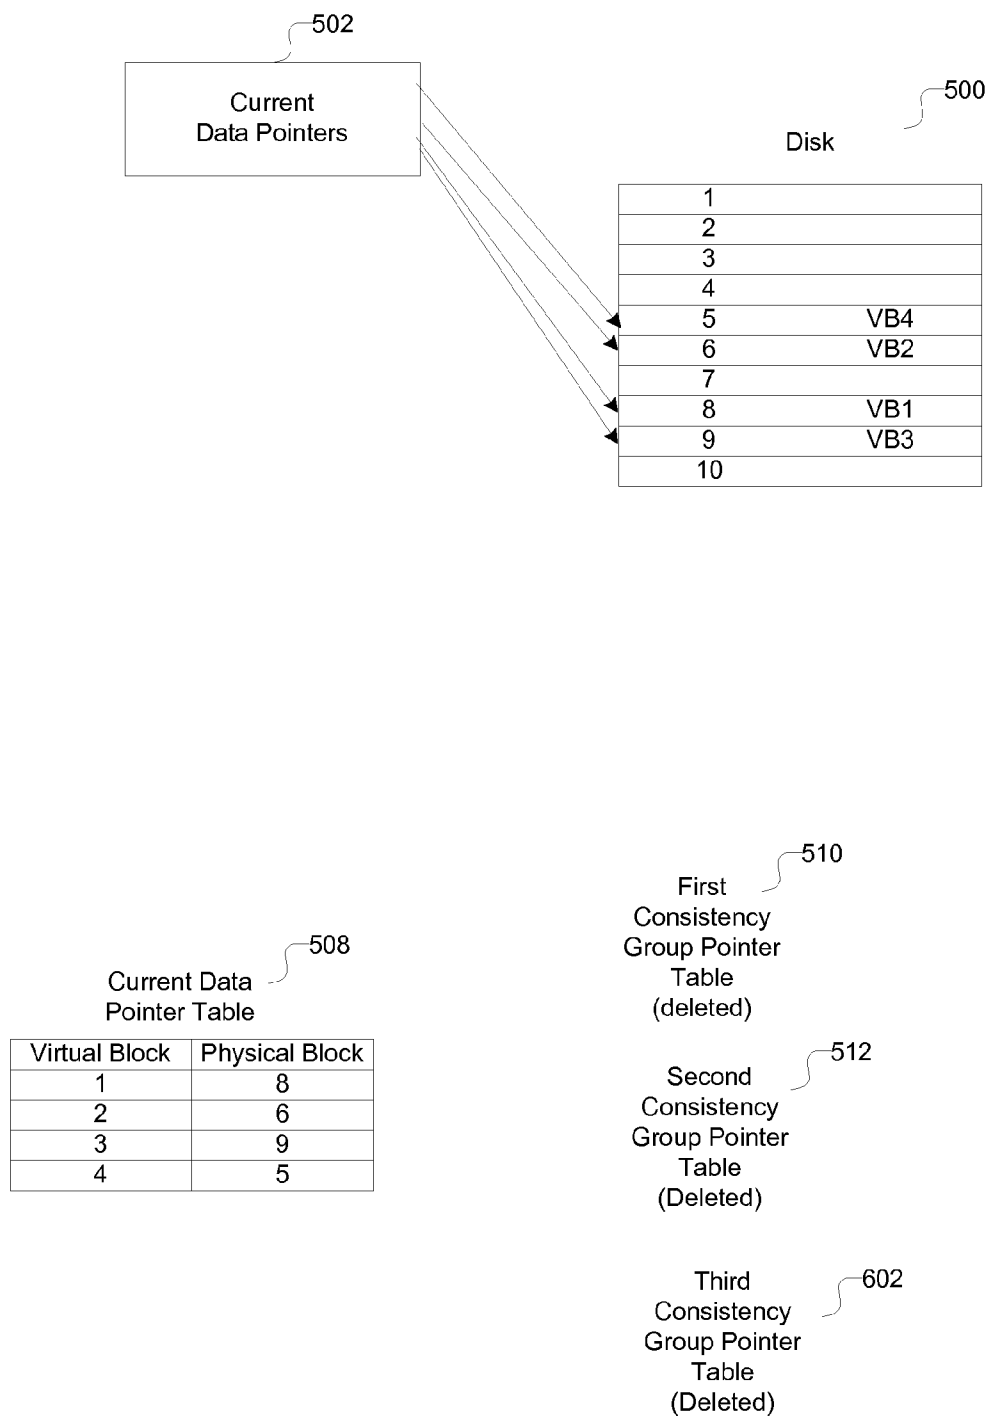 502
Current
Data Pointers
500
Disk
1
2
3
4
5 VB4
6 VB2
7
8 VB1
9 VB3
10
510
First
Consistency
Group Pointer
Table
(deleted)
508
Current Data
Pointer Table
Virtual Block Physical Block
1 8
2 6
3 9
4 5
512
Second
Consistency
Group Pointer
Table
(Deleted)
602
Third
Consistency
Group Pointer
Table
(Deleted)